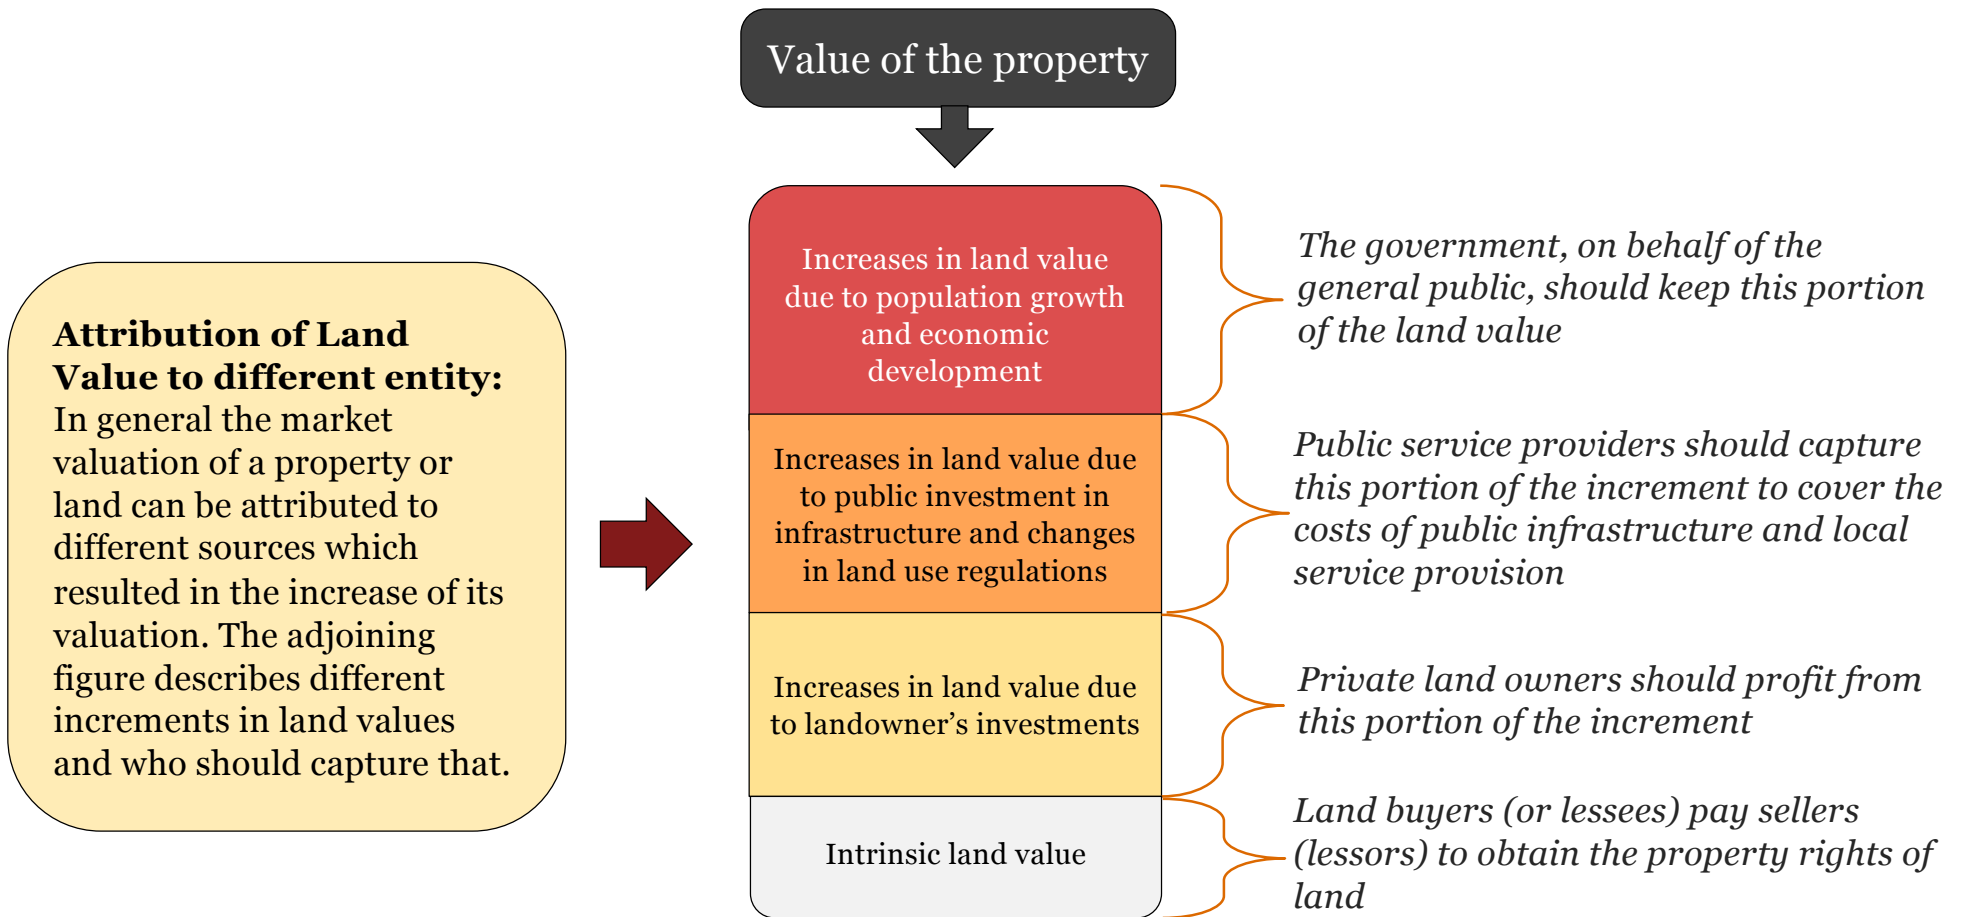 Value of the property
Attribution of Land
Value to different entity:
In general the market
valuation of a property or
land can be attributed to
different sources which
resulted in the increase of its
valuation. The adjoining
figure describes different
increments in land values
and who should capture that.
Increases in land value
due to population growth
and economic
development
The government, on behalf of the
general public, should keep this portion
of the land value
Increases in land value due
to public investment in
infrastructure and changes
in land use regulations
Public service providers should capture
this portion of the increment to cover the
costs of public infrastructure and local
service provision
Increases in land value due
to landowner’s investments
Private land owners should profit from
this portion of the increment
Intrinsic land value
Land buyers (or lessees) pay sellers
(lessors) to obtain the property rights of
land